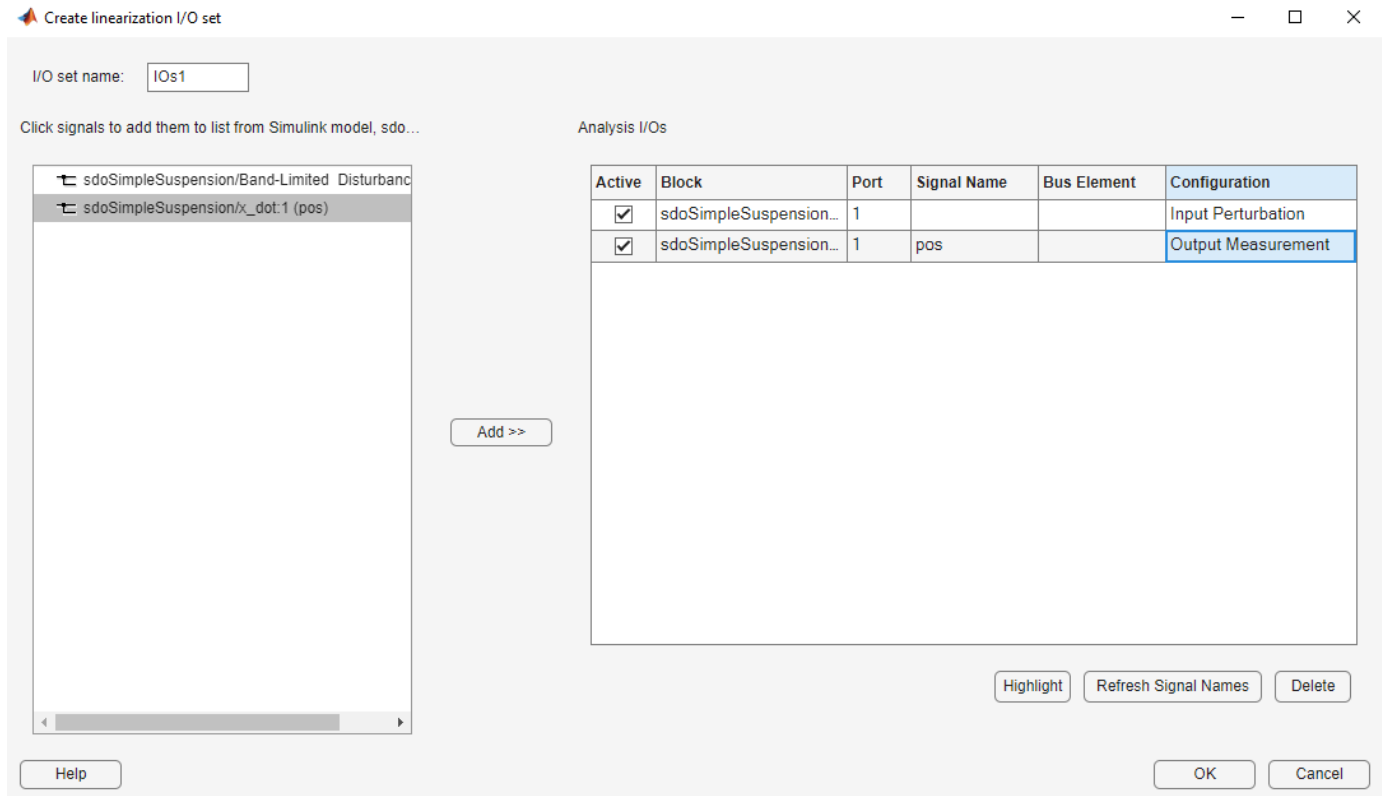 Create linearization I/O set
I/O set name: IOs1
Click signals to add them to list from Simulink model, sdo...
Analysis I/Os
sdoSimpleSuspension/Band-Limited Disturbanc
sdoSimpleSuspension/x_dot:1 (pos)
Active Block Port Signal Name Bus Element Configuration
sdoSimpleSuspension... 1 Input Perturbation
sdoSimpleSuspension... 1 pos Output Measurement
Add >>
Highlight Refresh Signal Names Delete
Help OK Cancel